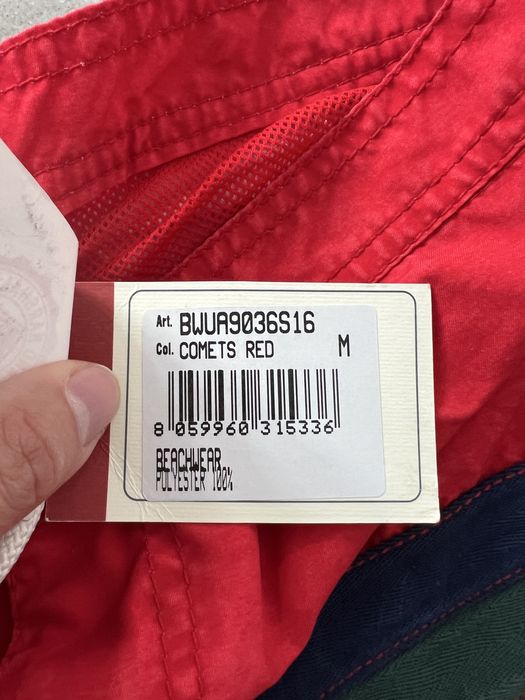 Art. BWUA9036S16
Col. COMETS RED M
8 059960 315336
BEACHWEAR
POLYESTER 100%